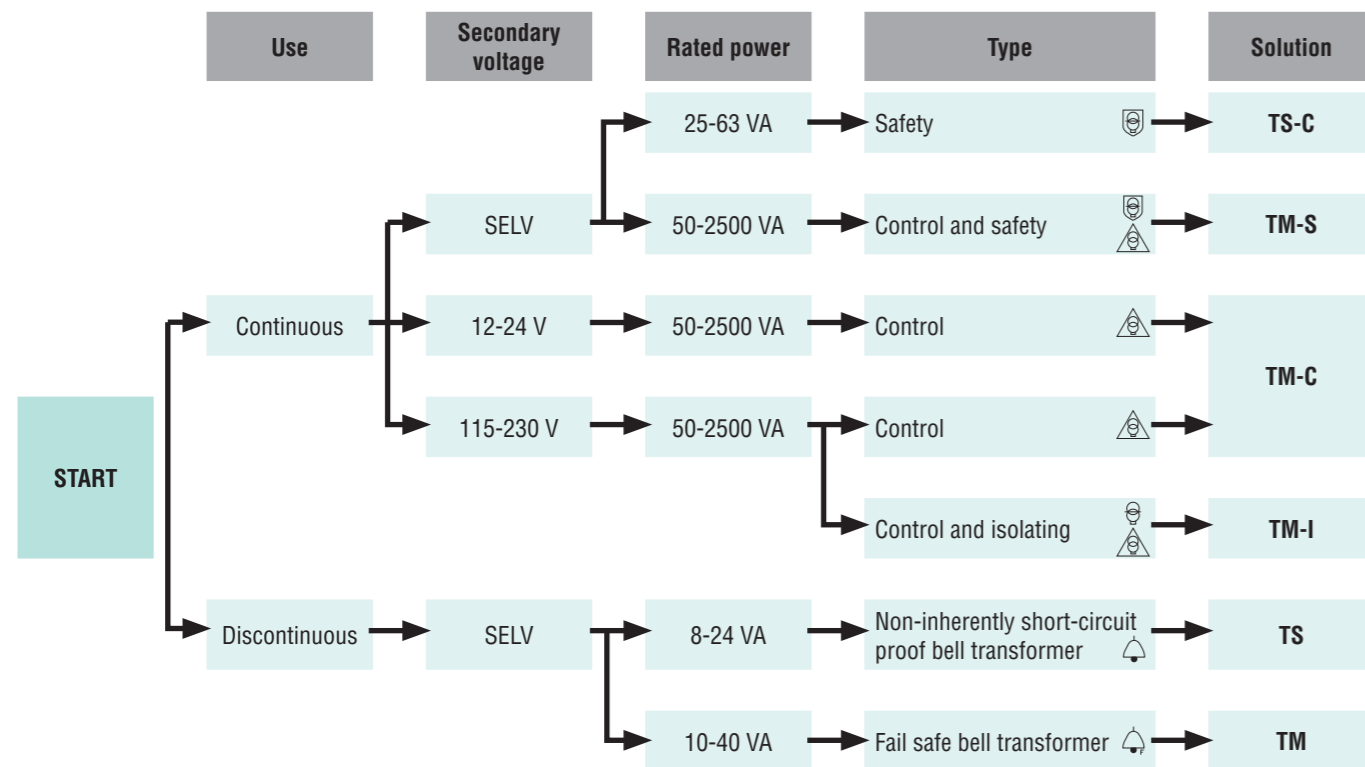 Use
Secondary
voltage
Rated power
Type
Solution
25-63 VA
Safety
TS-C
SELV
50-2500 VA
Control and safety
TM-S
Continuous
12-24 V
50-2500 VA
Control
TM-C
115-230 V
50-2500 VA
Control
START
Control and isolating
TM-I
Discontinuous
SELV
8-24 VA
Non-inherently short-circuit
proof bell transformer
TS
10-40 VA
Fail safe bell transformer
F
TM